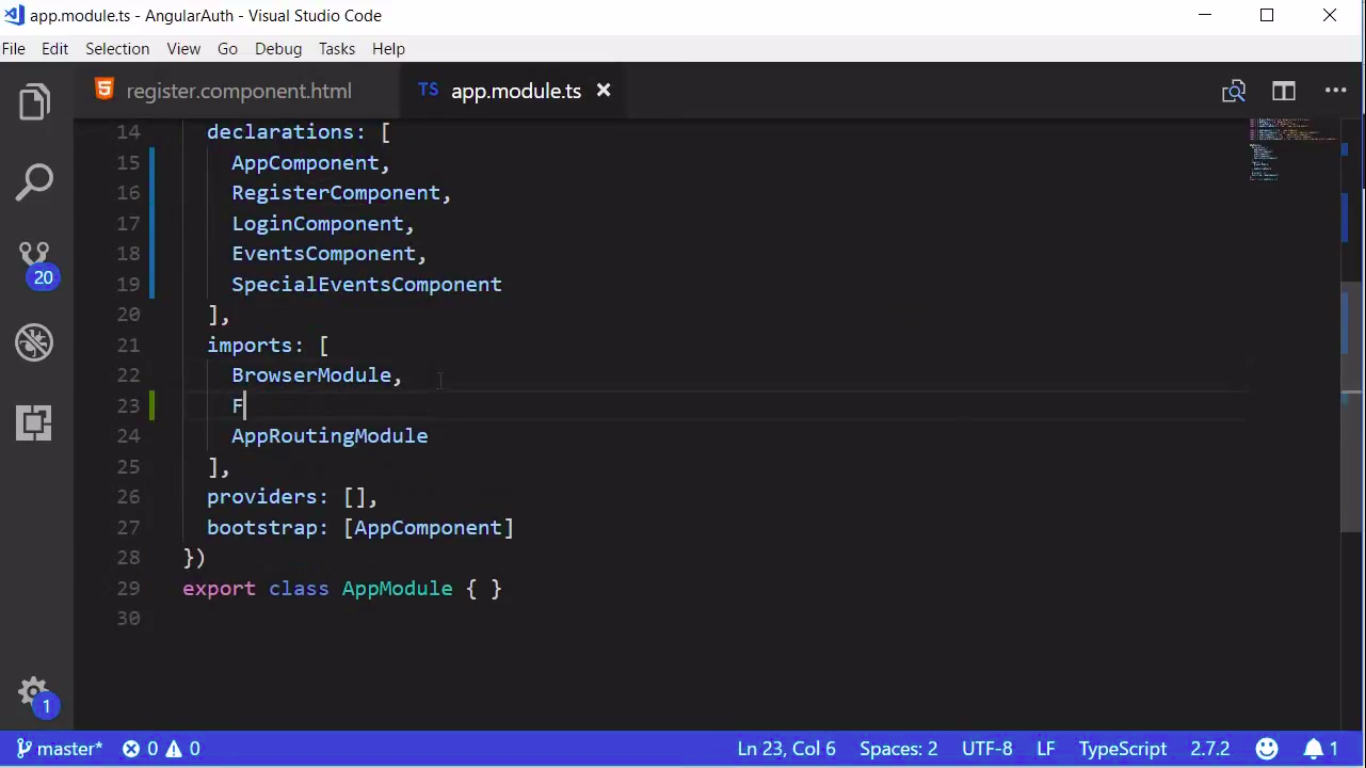 app.module.ts - AngularAuth - Visual Studio Code
File Edit Selection View Go Debug Tasks Help
register.component.html TS app.module.ts
14 declarations: [
15 AppComponent,
16 RegisterComponent,
17 LoginComponent,
18 EventsComponent,
19 SpecialEventsComponent
20 ],
21 imports: [
22 BrowserModule,
23 F
24 AppRoutingModule
25 ],
26 providers: [],
27 bootstrap: [AppComponent]
28 })
29 export class AppModule { }
30
20
1
master* 0 0 Ln 23, Col 6 Spaces: 2 UTF-8 LF TypeScript 2.7.2 1